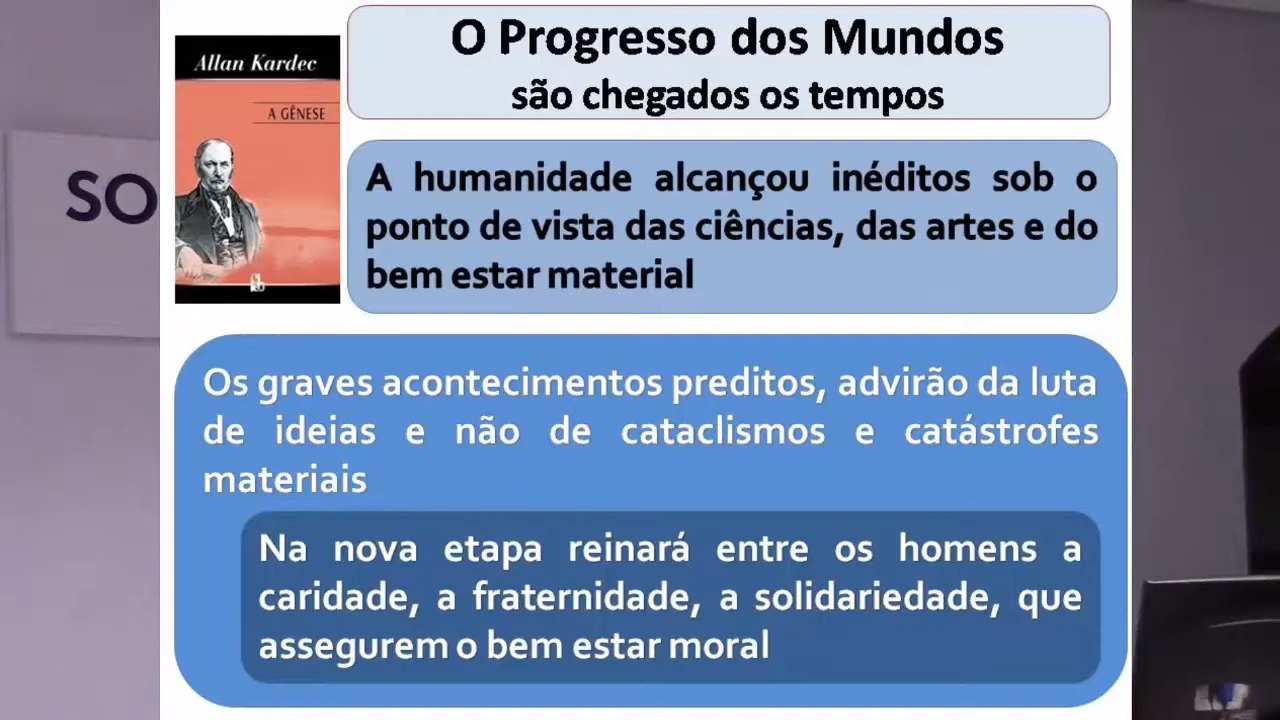 O Progresso dos Mundos
são chegados os tempos
Allan Kardec
A GÊNESE
SO
A humanidade alcançou inéditos sob o
ponto de vista das ciências, das artes e do
bem estar material
Os graves acontecimentos preditos, advirão da luta
de ideias e não de cataclismos e catástrofes
materiais
Na nova etapa reinará entre os homens a
caridade, a fraternidade, a solidariedade, que
assegurem o bem estar moral